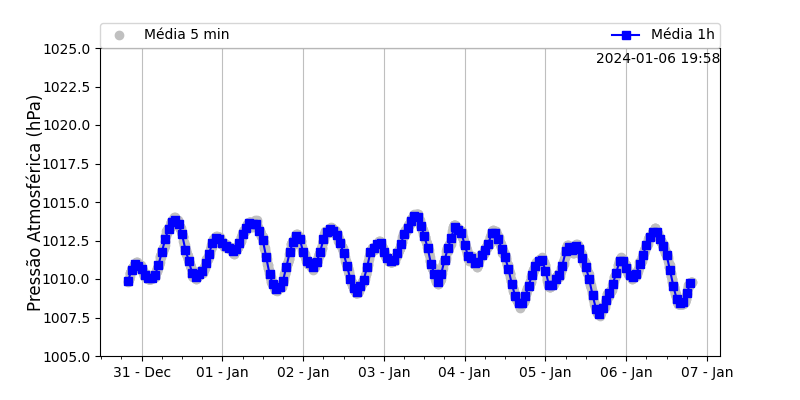 Média 5 min
Média 1h
2024-01-06 19:58
Pressão Atmosférica (hPa)
1025.0
1022.5
1020.0
1017.5
1015.0
1012.5
1010.0
1007.5
1005.0
31 - Dec
01 - Jan
02 - Jan
03 - Jan
04 - Jan
05 - Jan
06 - Jan
07 - Jan